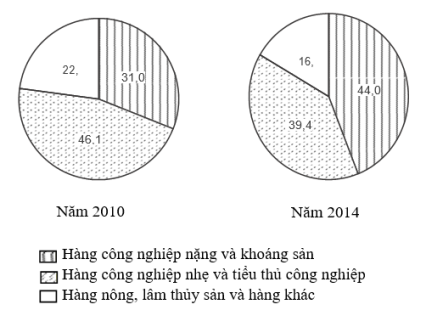 22,
31,0
46,1
16,
44,0
39,4
Năm 2010
Năm 2014
Hàng công nghiệp nặng và khoáng sản
Hàng công nghiệp nhẹ và tiểu thủ công nghiệp
Hàng nông, lâm thủy sản và hàng khác